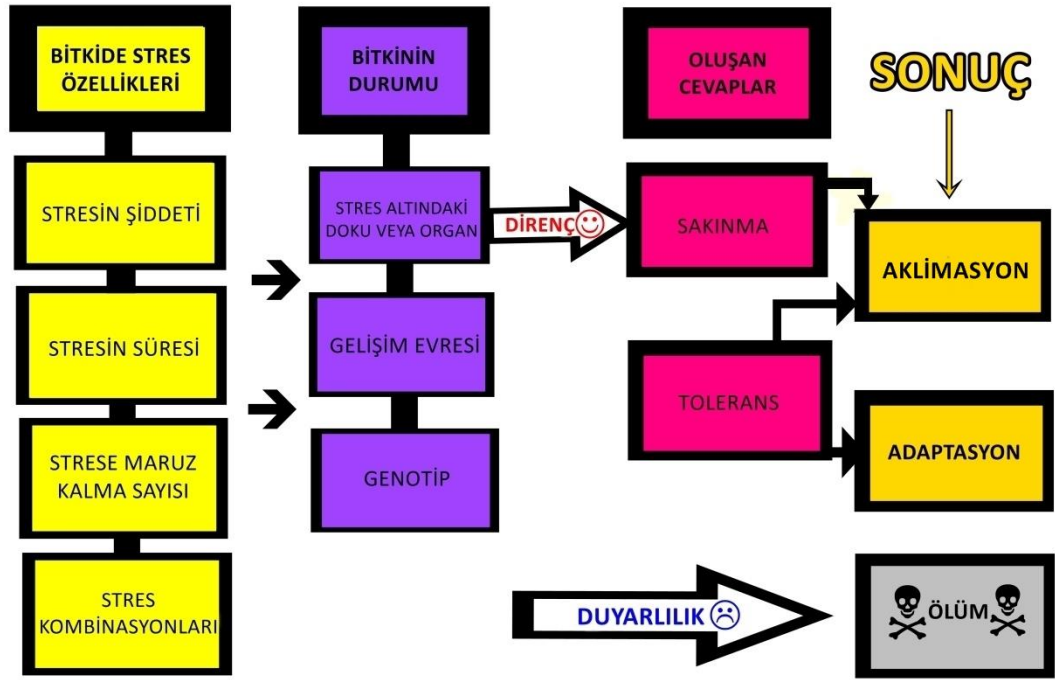 BİTKİDE STRES
ÖZELLİKLERİ
STRESİN ŞİDDETİ
STRESİN SÜRESİ
STRESE MARUZ
KALMA SAYISI
STRES
KOMBİNASYONLARI
BİTKİNİN
DURUMU
STRES ALTINDAKİ
DOKU VEYA ORGAN
GELİŞİM EVRESİ
GENOTİP
DİRENÇ
DUYARLILIK
OLUŞAN
CEVAPLAR
SAKINMA
TOLERANS
SONUÇ
AKLİMASYON
ADAPTASYON
ÖLÜM